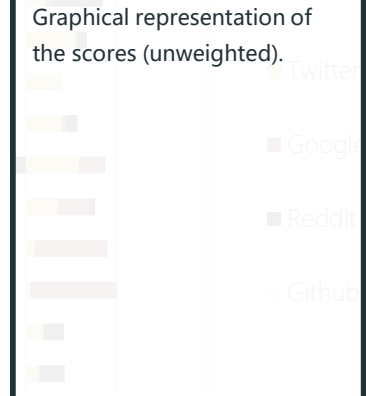 Graphical representation of
the scores (unweighted).
Twitter
Google
Reddit
Github